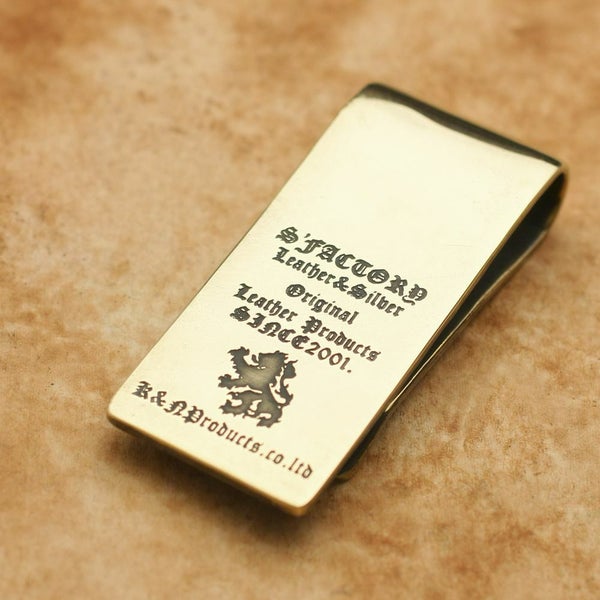 S'FACTORY
Leather&Silver
Original
Leather Products
SINCE2001.
K&NProducts.co.ltd